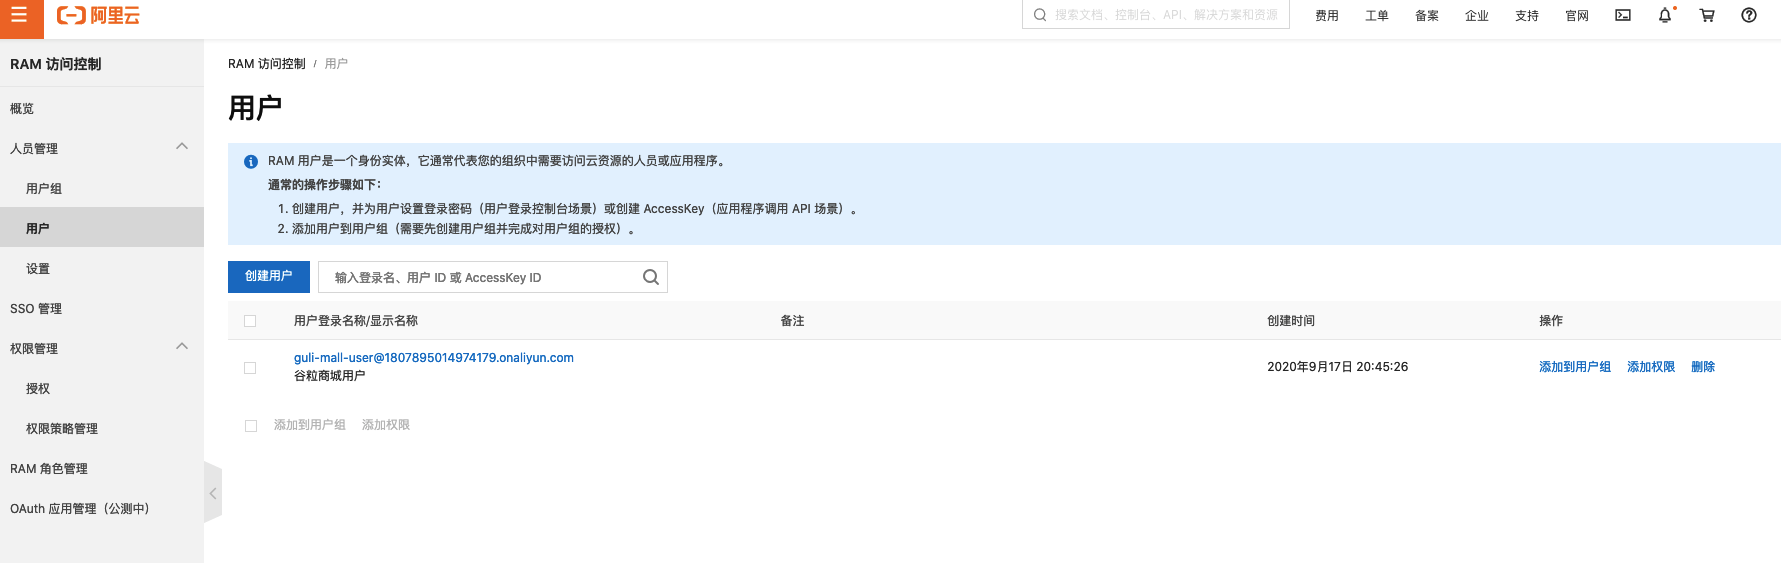 阿里云
搜索文档、控制台、API、解决方案和资源
费用 工单 备案 企业 支持 官网
RAM 访问控制
概览
人员管理
用户组
用户
设置
SSO 管理
权限管理
授权
权限策略管理
RAM 角色管理
OAuth 应用管理（公测中）
RAM 访问控制 / 用户
用户
RAM 用户是一个身份实体，它通常代表您的组织中需要访问云资源的人员或应用程序。
通常的操作步骤如下：
1. 创建用户，并为用户设置登录密码（用户登录控制台场景）或创建 AccessKey（应用程序调用 API 场景）。
2. 添加用户到用户组（需要先创建用户组并完成对用户组的授权）。
创建用户 输入登录名、用户 ID 或 AccessKey ID
用户登录名称/显示名称 备注 创建时间 操作
guli-mall-user@1807895014974179.onaliyun.com
谷粒商城用户
2020年9月17日 20:45:26 添加到用户组 添加权限 删除
添加到用户组 添加权限